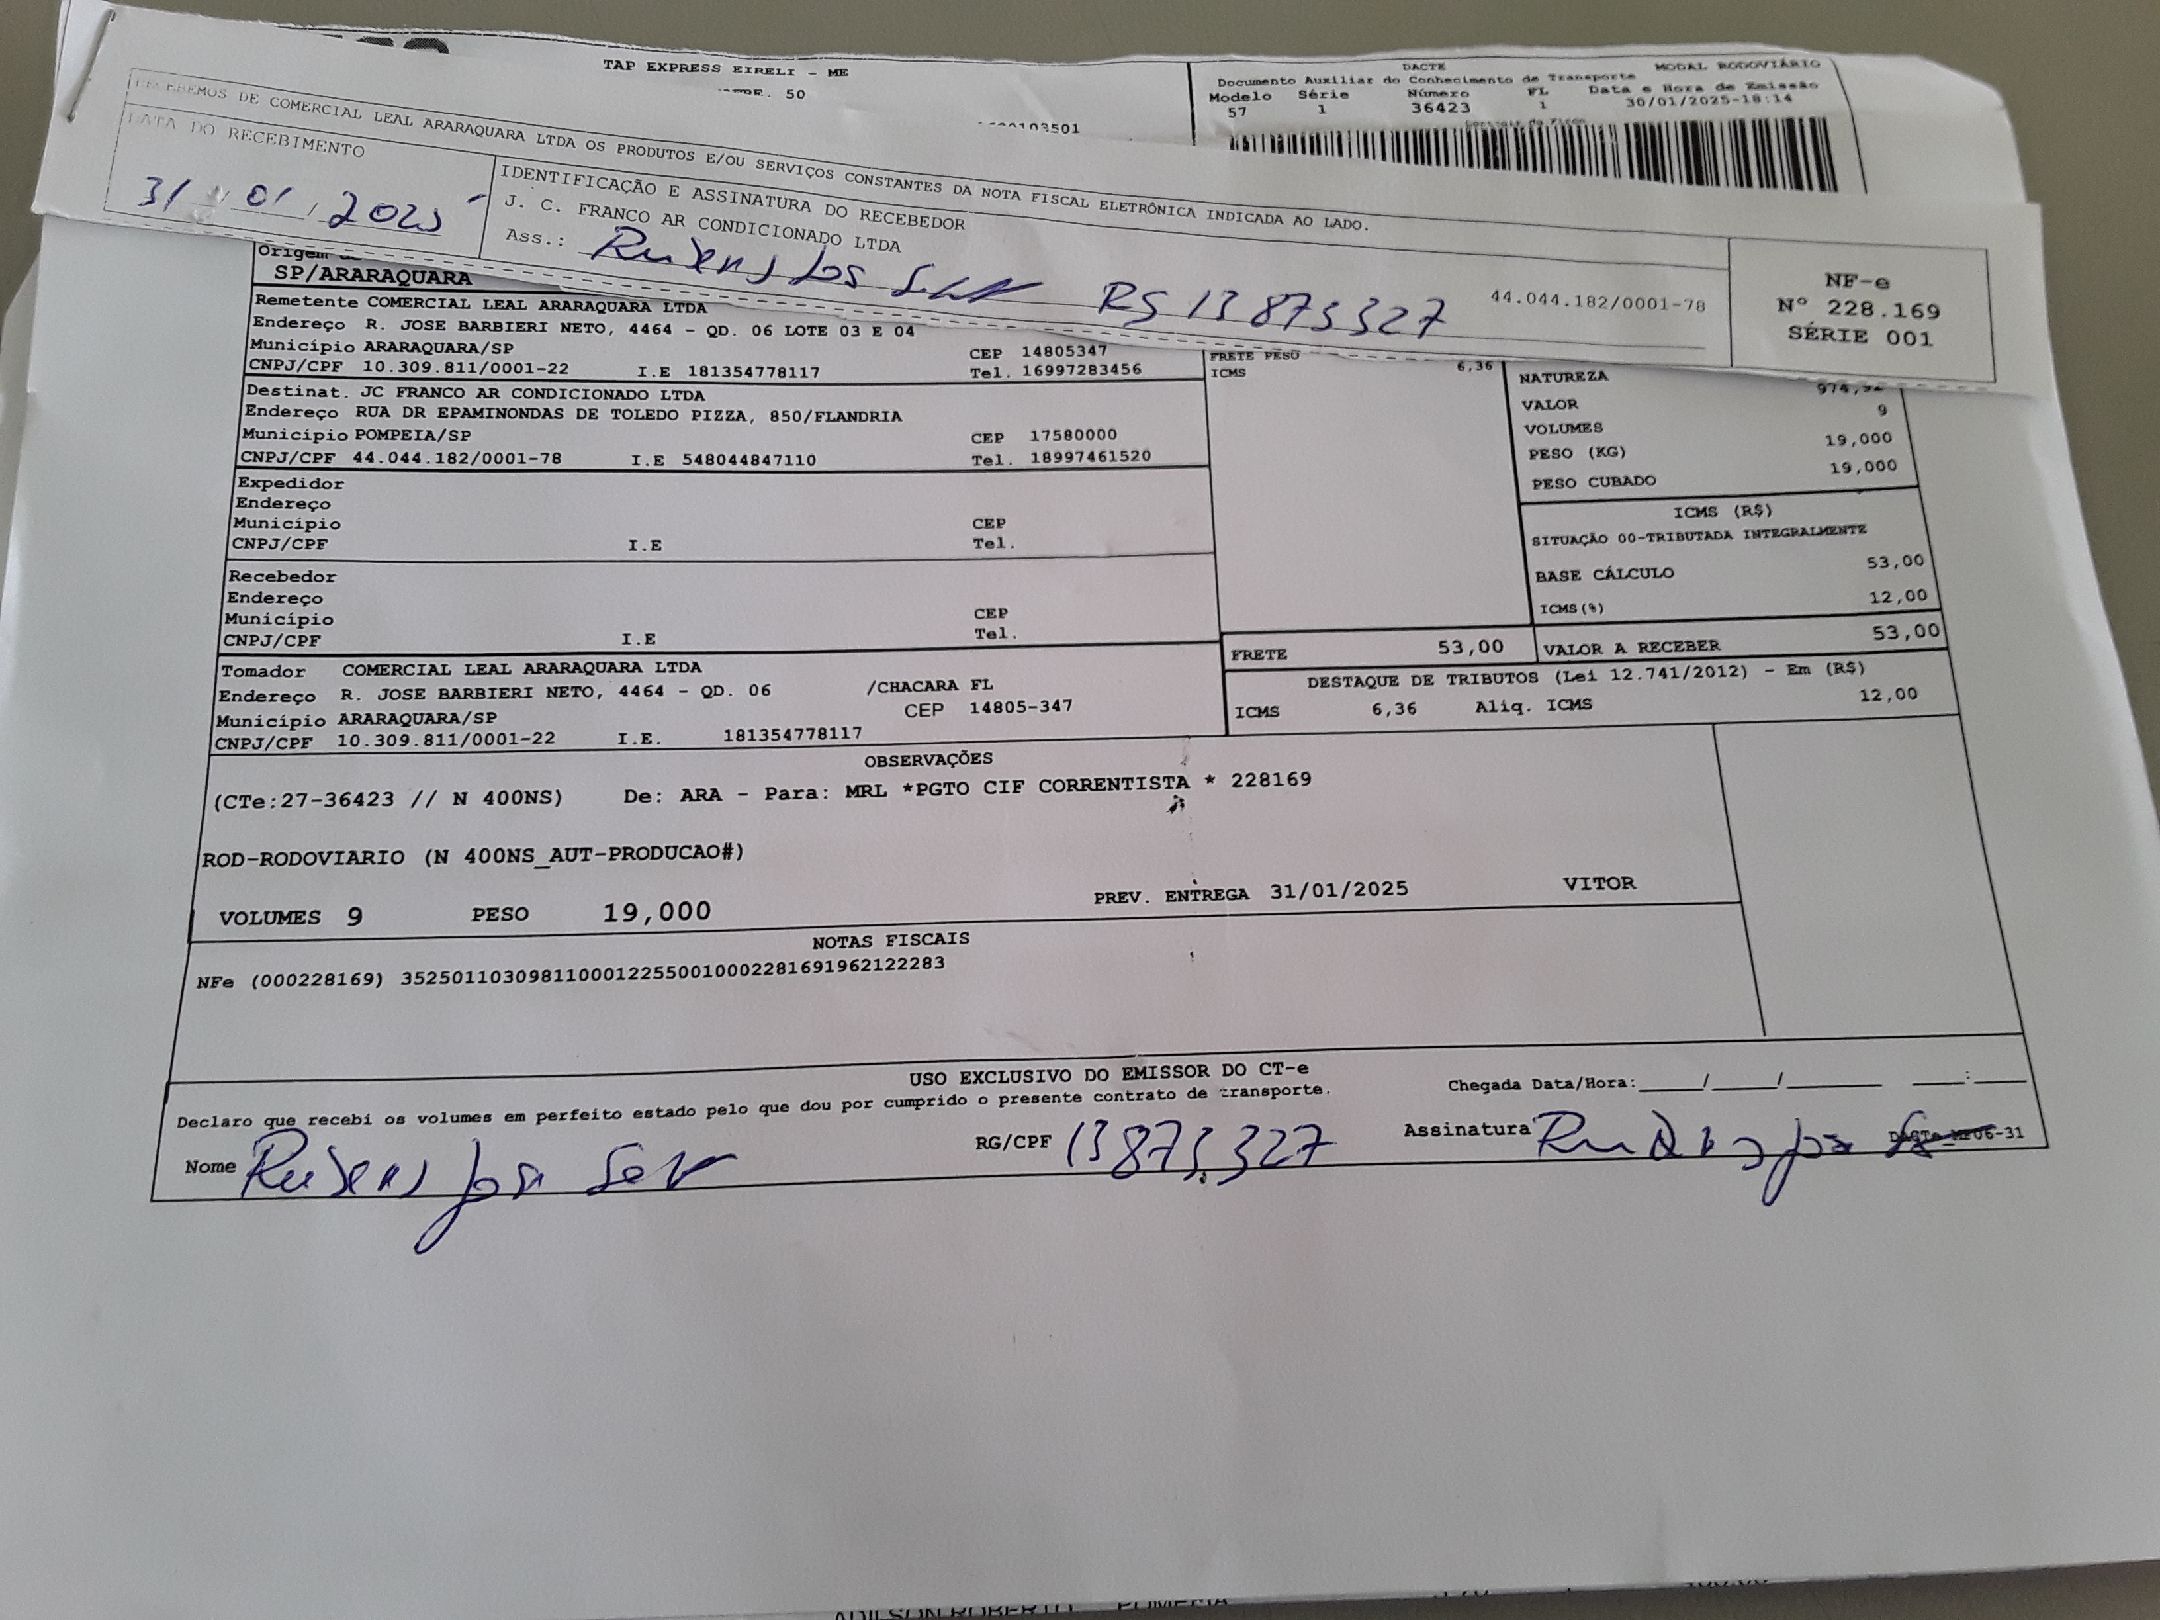 TAP EXPRESS EIRELI - ME
50
DACTE
MODAL RODOVIÁRIO
Documento Auxiliar do Conhecimento de Transporte
Modelo Série Número FL Data e Hora de Emissão
57 1 36423 1 30/01/2025-18:14
RECEBEMOS DE COMERCIAL LEAL ARARAQUARA LTDA OS PRODUTOS E/OU SERVIÇOS CONSTANTES DA NOTA FISCAL ELETRÔNICA INDICADA AO LADO.
DATA DO RECEBIMENTO
31 / 01 / 2025
IDENTIFICAÇÃO E ASSINATURA DO RECEBEDOR
J. C. FRANCO AR CONDICIONADO LTDA
Ass.: Rubens 13875327
44.044.182/0001-78
NF-e
Nº 228.169
SÉRIE 001
Origem
SP/ARARAQUARA
Remetente COMERCIAL LEAL ARARAQUARA LTDA
Endereço R. JOSE BARBIERI NETO, 4464 - QD. 06 LOTE 03 E 04
Município ARARAQUARA/SP CEP 14805347
CNPJ/CPF 10.309.811/0001-22 I.E 181354778117 Tel. 16997283456
Destinat. JC FRANCO AR CONDICIONADO LTDA
Endereço RUA DR EPAMINONDAS DE TOLEDO PIZZA, 850/FLANDRIA
Município POMPEIA/SP CEP 17580000
CNPJ/CPF 44.044.182/0001-78 I.E 548044847110 Tel. 18997461520
Expedidor
Endereço
Município CEP
CNPJ/CPF I.E Tel.
Recebedor
Endereço
Município CEP
CNPJ/CPF I.E Tel.
Tomador COMERCIAL LEAL ARARAQUARA LTDA
Endereço R. JOSE BARBIERI NETO, 4464 - QD. 06 /CHACARA FL
Município ARARAQUARA/SP CEP 14805-347
CNPJ/CPF 10.309.811/0001-22 I.E. 181354778117
FRETE PESO
ICMS 6,36
NATUREZA
VALOR
VOLUMES 9
PESO (KG) 19,000
PESO CUBADO 19,000
ICMS (R$)
SITUAÇÃO 00-TRIBUTADA INTEGRALMENTE
BASE CÁLCULO 53,00
ICMS(%) 12,00
FRETE 53,00 VALOR A RECEBER 53,00
DESTAQUE DE TRIBUTOS (Lei 12.741/2012) - Em (R$)
ICMS 6,36 Aliq. ICMS 12,00
OBSERVAÇÕES
(CTe:27-36423 // N 400NS) De: ARA - Para: MRL *PGTO CIF CORRENTISTA * 228169
ROD-RODOVIARIO (N 400NS_AUT-PRODUCAO#)
VOLUMES 9 PESO 19,000 PREV. ENTREGA 31/01/2025 VITOR
NOTAS FISCAIS
NFe (000228169) 35250110309811000122550010002281691962122283
USO EXCLUSIVO DO EMISSOR DO CT-e
Declaro que recebi os volumes em perfeito estado pelo que dou por cumprido o presente contrato de transporte.
Chegada Data/Hora:____/____/____ ___:___
Nome Rubens RG/CPF 13875.327 Assinatura Rubens
ADILSON ROBERTO POMPEIA